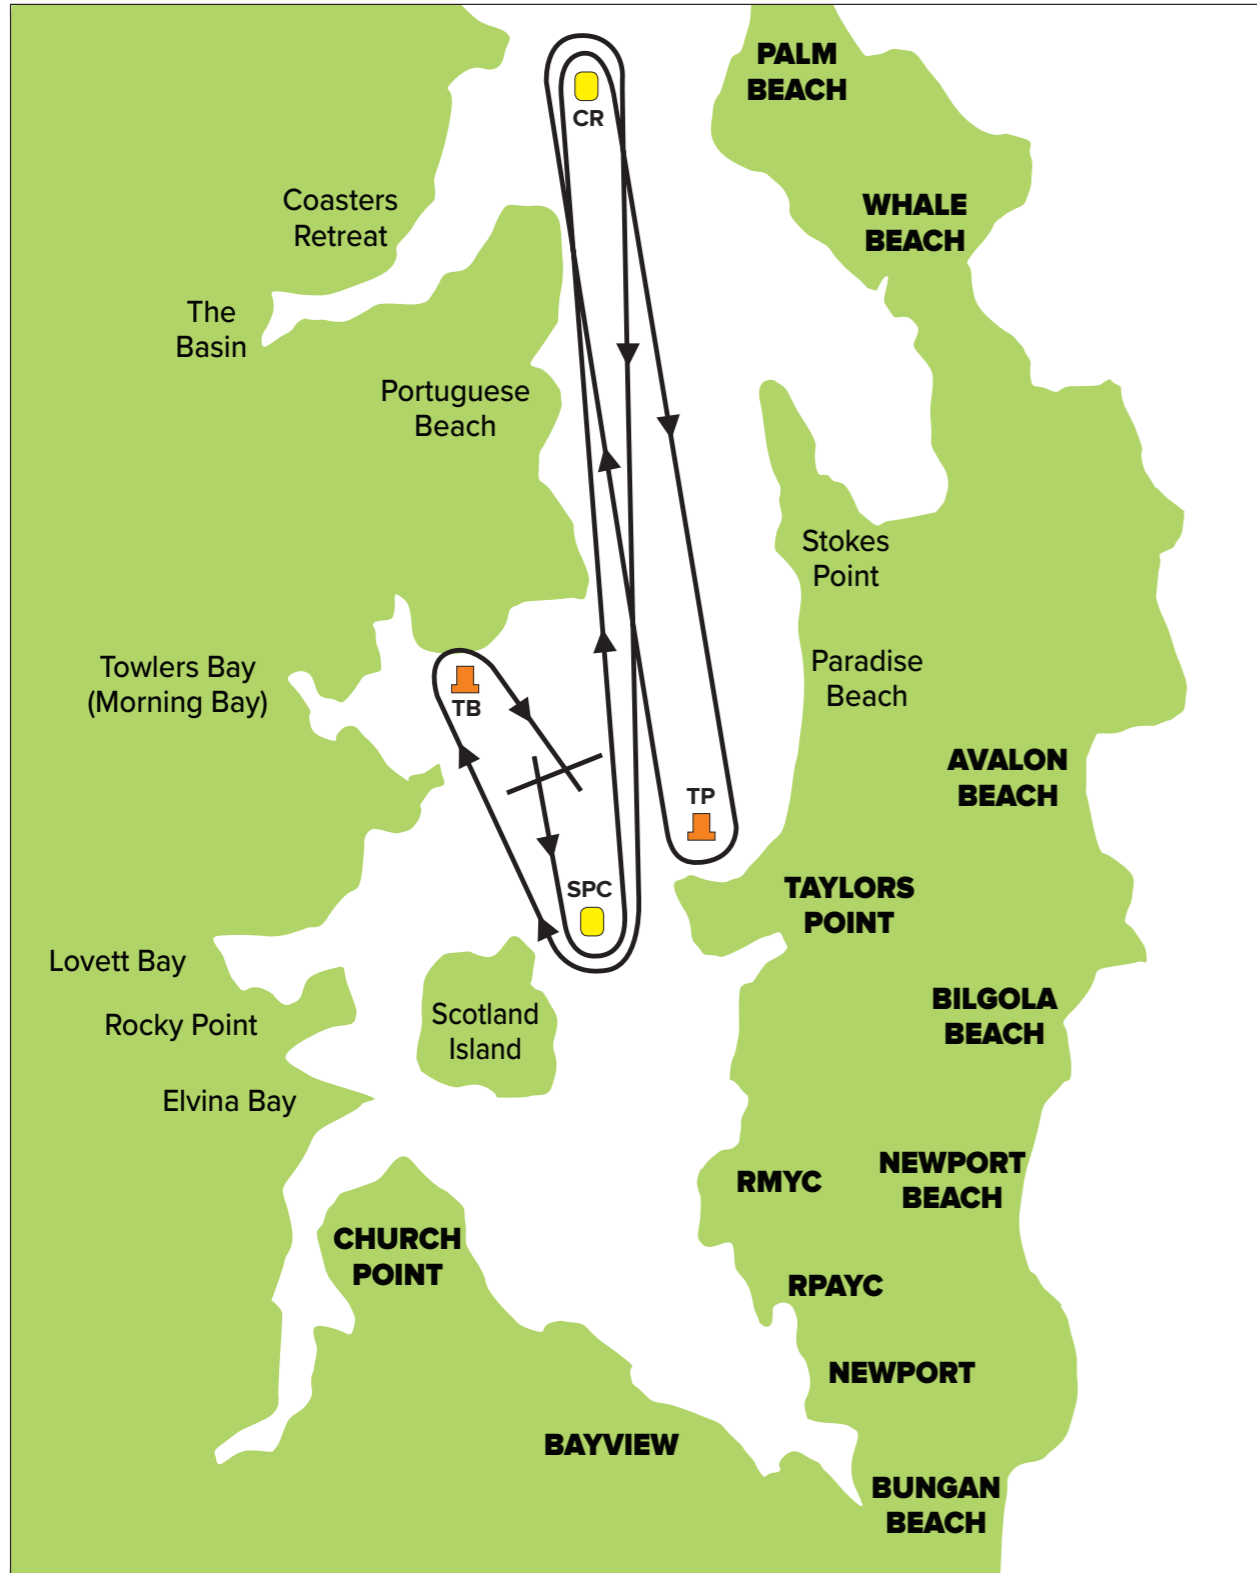 PALM
BEACH
CR
Coasters
Retreat
WHALE
BEACH
The
Basin
Portuguese
Beach
Stokes
Point
Towlers Bay
(Morning Bay)
Paradise
Beach
TB
AVALON
BEACH
TP
SPC
TAYLORS
POINT
Lovett Bay
BILGOLA
BEACH
Scotland
Island
Rocky Point
Elvina Bay
RMYC
NEWPORT
BEACH
CHURCH
POINT
RPAYC
NEWPORT
BAYVIEW
BUNGAN
BEACH